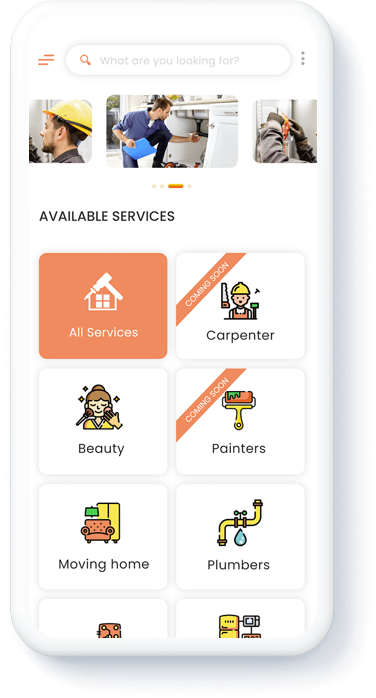 What are you looking for?
AVAILABLE SERVICES
All Services
COMING SOON
Carpenter
Beauty
COMING SOON
Painters
Moving home
Plumbers